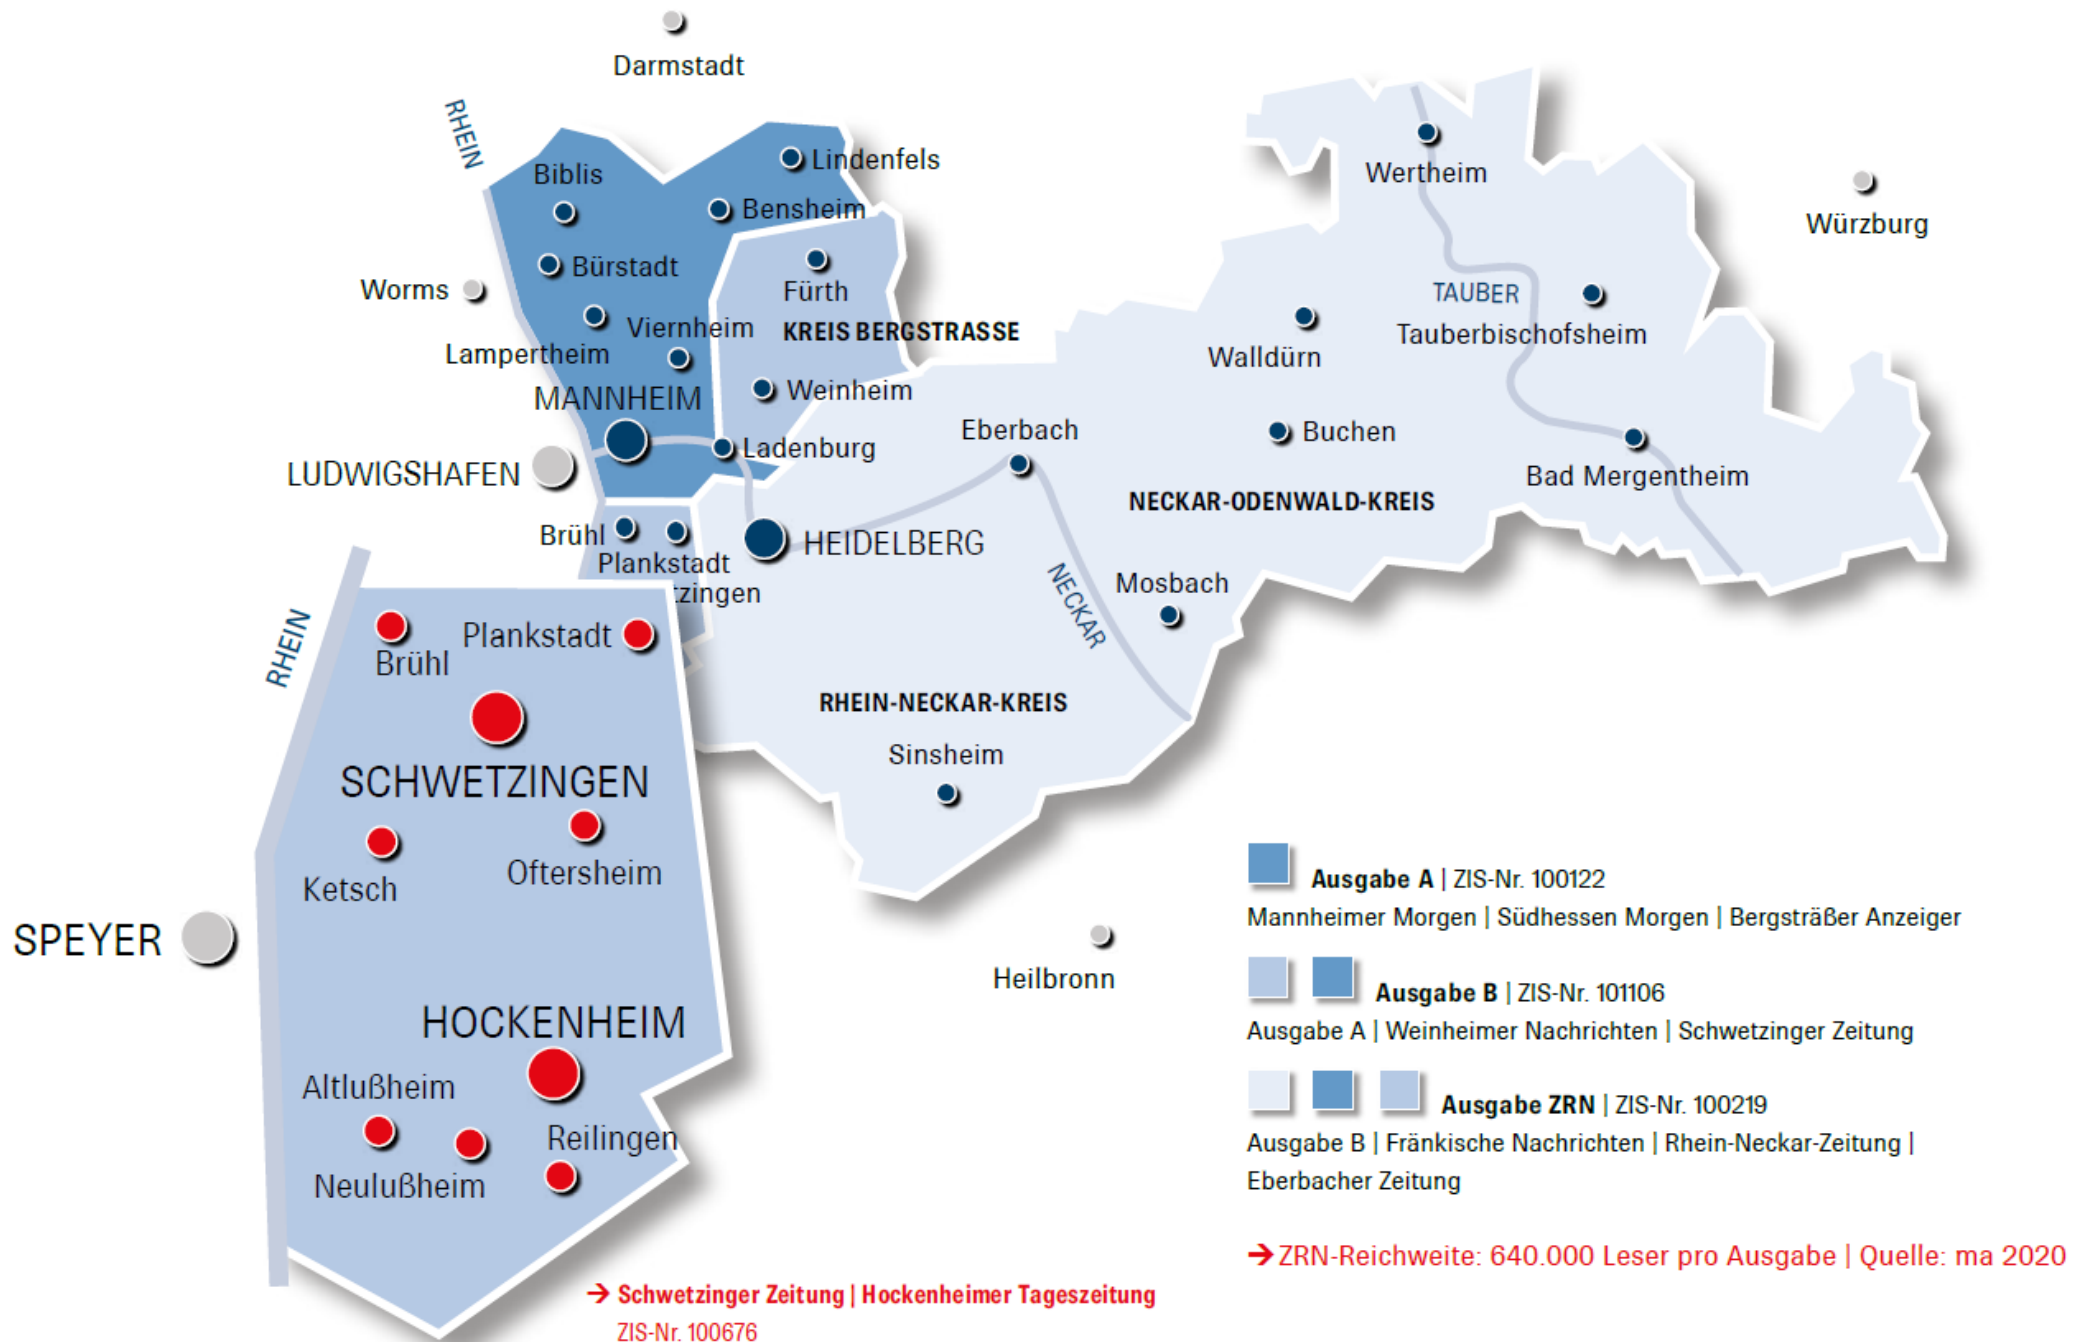 Darmstadt
RHEIN
Lindenfels
Biblis
Wertheim
Bensheim
Würzburg
Bürstadt
Worms
Fürth
TAUBER
Viernheim
KREIS BERGSTRASSE
Tauberbischofsheim
Lampertheim
Walldürn
MANNHEIM
Weinheim
Eberbach
Buchen
Ladenburg
LUDWIGSHAFEN
Bad Mergentheim
NECKAR-ODENWALD-KREIS
Brühl
HEIDELBERG
Plankstadt
tzingen
Mosbach
NECKAR
RHEIN
Plankstadt
Brühl
RHEIN-NECKAR-KREIS
Sinsheim
SCHWETZINGEN
Oftersheim
Ketsch
SPEYER
Heilbronn
HOCKENHEIM
Altlußheim
Reilingen
Neulußheim
Ausgabe A | ZIS-Nr. 100122
Mannheimer Morgen | Südhessen Morgen | Bergsträßer Anzeiger
Ausgabe B | ZIS-Nr. 101106
Ausgabe A | Weinheimer Nachrichten | Schwetzinger Zeitung
Ausgabe ZRN | ZIS-Nr. 100219
Ausgabe B | Fränkische Nachrichten | Rhein-Neckar-Zeitung |
Eberbacher Zeitung
→ ZRN-Reichweite: 640.000 Leser pro Ausgabe | Quelle: ma 2020
→ Schwetzinger Zeitung | Hockenheimer Tageszeitung
ZIS-Nr. 100676